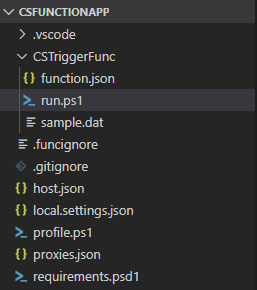 CSFUNCTIONAPP
.vscode
CSTriggerFunc
function.json
run.ps1
sample.dat
.funcignore
.gitignore
host.json
local.settings.json
profile.ps1
proxies.json
requirements.psd1